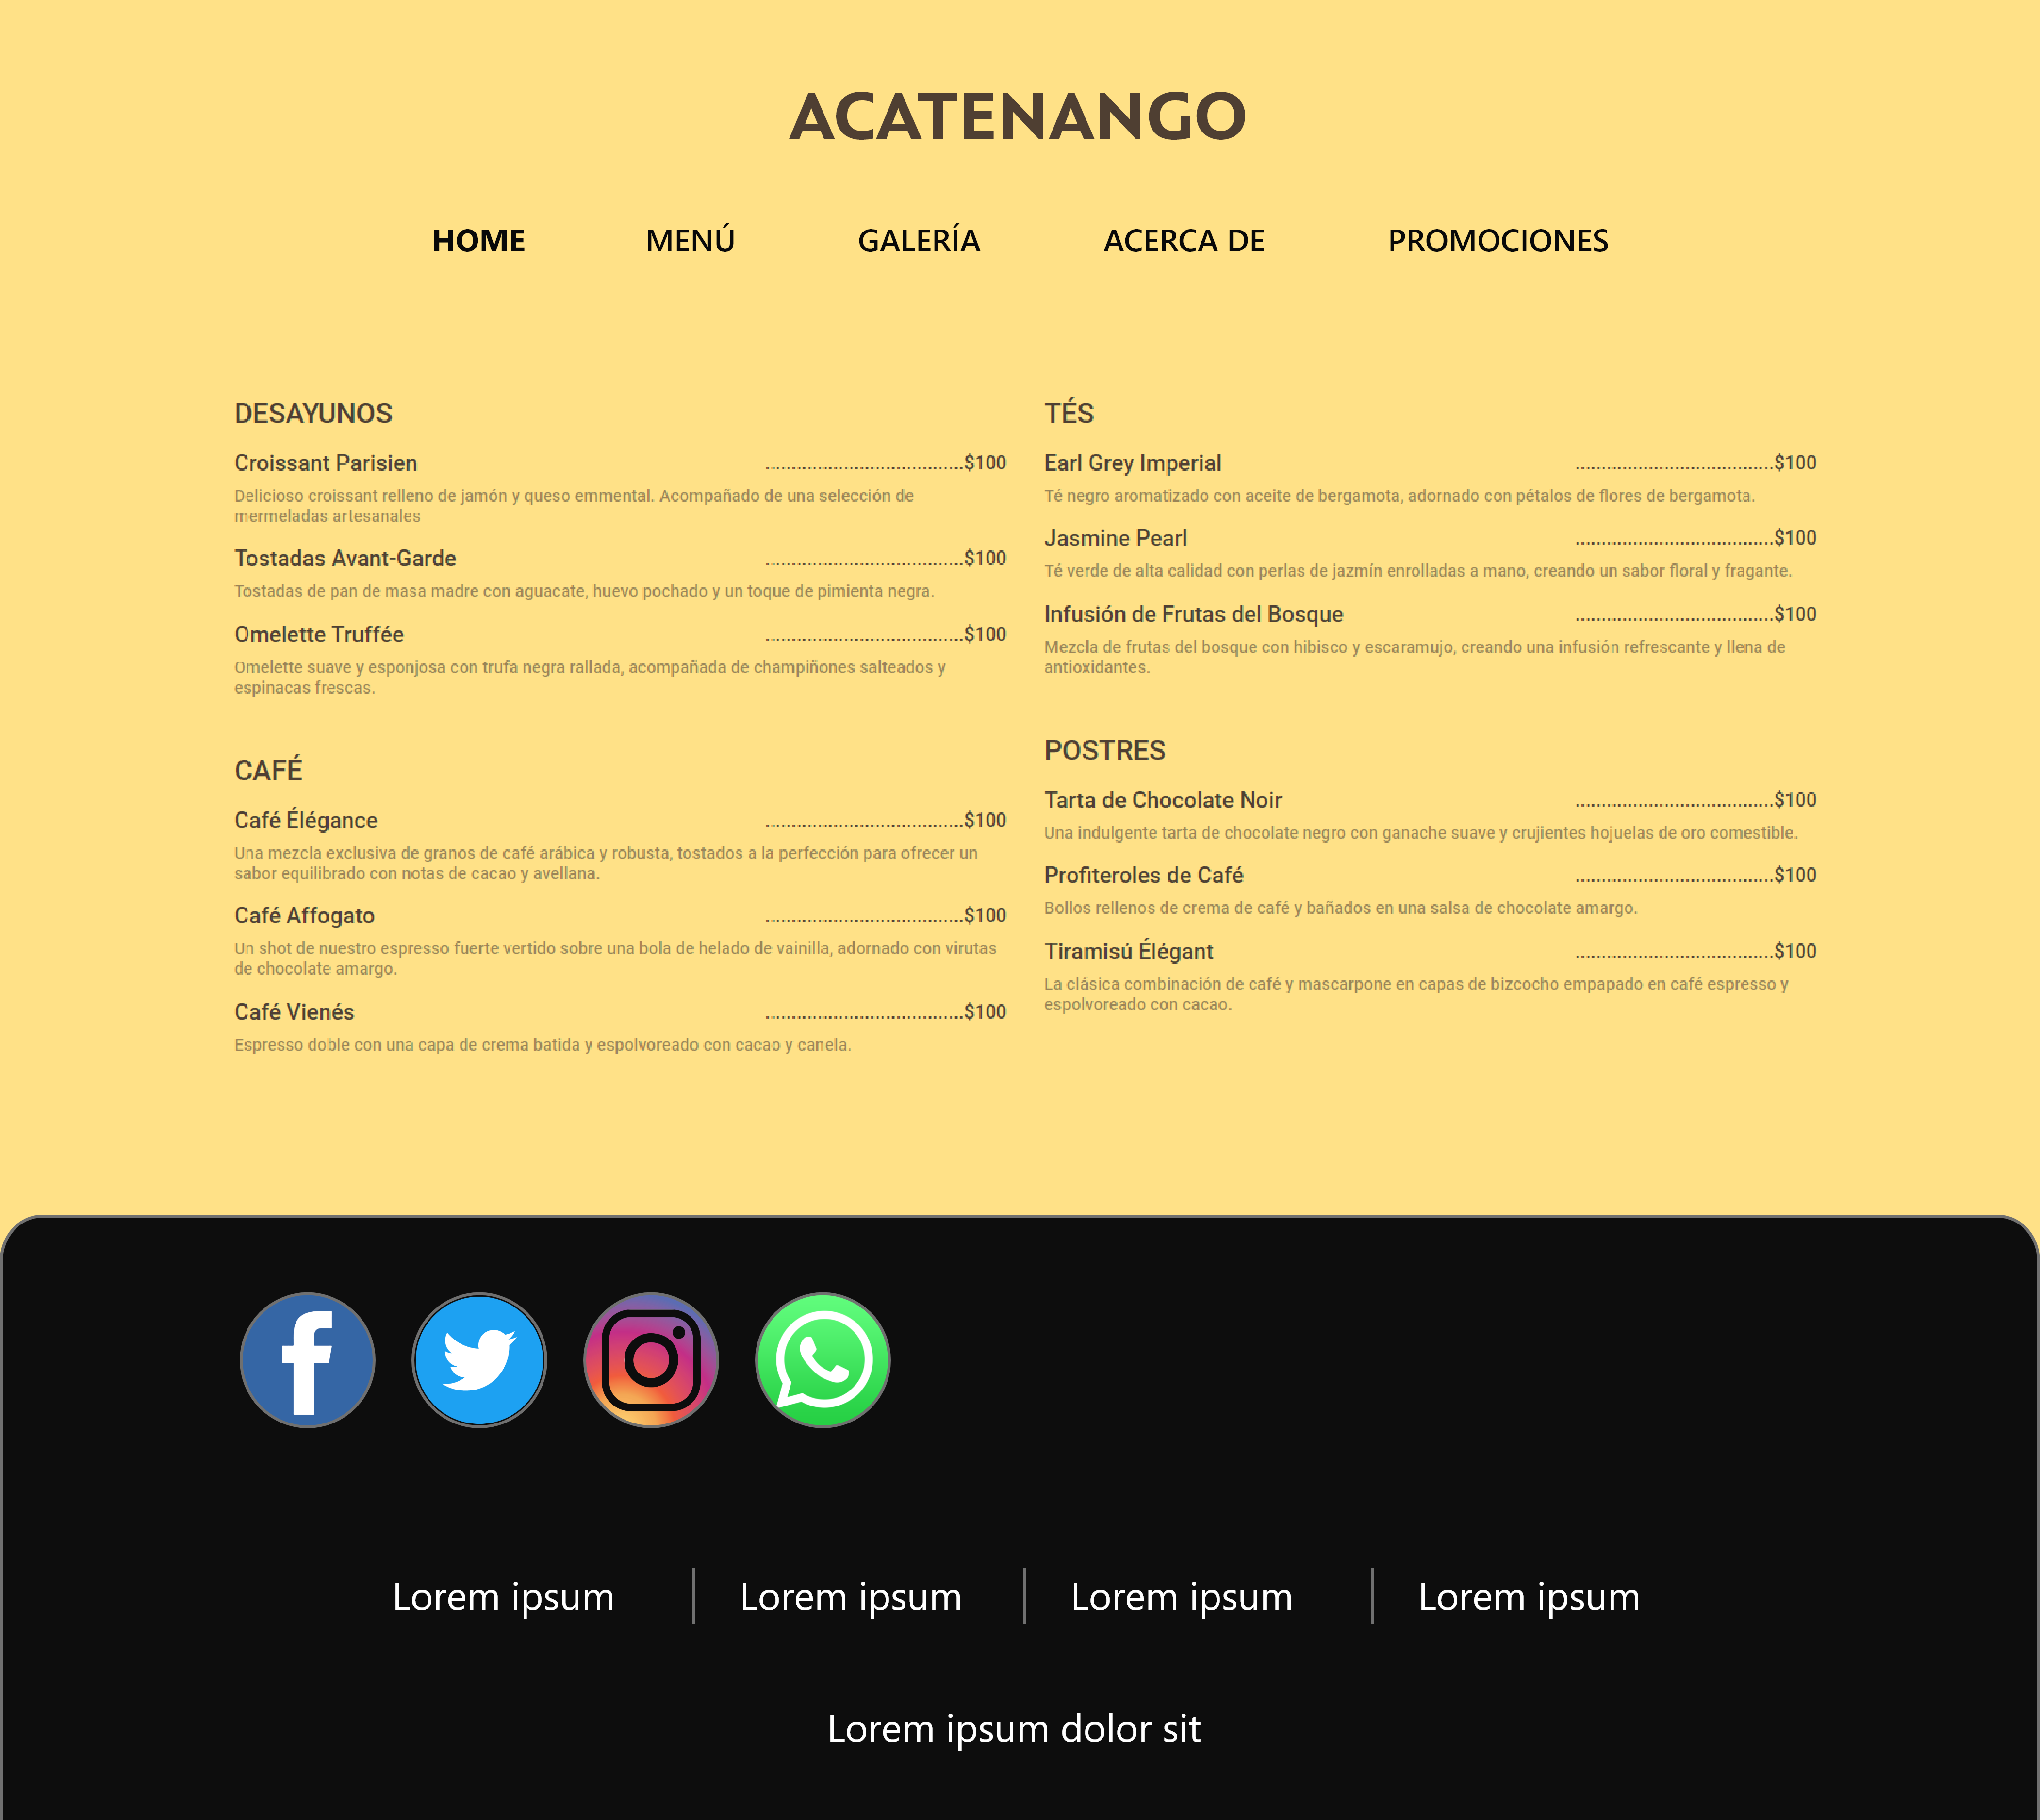 ACATENANGO
HOME MENÚ GALERÍA ACERCA DE PROMOCIONES
DESAYUNOS
Croissant Parisien ......................................$100
Delicioso croissant relleno de jamón y queso emmental. Acompañado de una selección de
mermeladas artesanales
Tostadas Avant-Garde ......................................$100
Tostadas de pan de masa madre con aguacate, huevo pochado y un toque de pimienta negra.
Omelette Truffée ......................................$100
Omelette suave y esponjosa con trufa negra rallada, acompañada de champiñones salteados y
espinacas frescas.
CAFÉ
Café Élégance ......................................$100
Una mezcla exclusiva de granos de café arábica y robusta, tostados a la perfección para ofrecer un
sabor equilibrado con notas de cacao y avellana.
Café Affogato ......................................$100
Un shot de nuestro espresso fuerte vertido sobre una bola de helado de vainilla, adornado con virutas
de chocolate amargo.
Café Vienés ......................................$100
Espresso doble con una capa de crema batida y espolvoreado con cacao y canela.
TÉS
Earl Grey Imperial ......................................$100
Té negro aromatizado con aceite de bergamota, adornado con pétalos de flores de bergamota.
Jasmine Pearl ......................................$100
Té verde de alta calidad con perlas de jazmín enrolladas a mano, creando un sabor floral y fragante.
Infusión de Frutas del Bosque ......................................$100
Mezcla de frutas del bosque con hibisco y escaramujo, creando una infusión refrescante y llena de
antioxidantes.
POSTRES
Tarta de Chocolate Noir ......................................$100
Una indulgente tarta de chocolate negro con ganache suave y crujientes hojuelas de oro comestible.
Profiteroles de Café ......................................$100
Bollos rellenos de crema de café y bañados en una salsa de chocolate amargo.
Tiramisú Élégant ......................................$100
La clásica combinación de café y mascarpone en capas de bizcocho empapado en café espresso y
espolvoreado con cacao.
Lorem ipsum Lorem ipsum Lorem ipsum Lorem ipsum
Lorem ipsum dolor sit